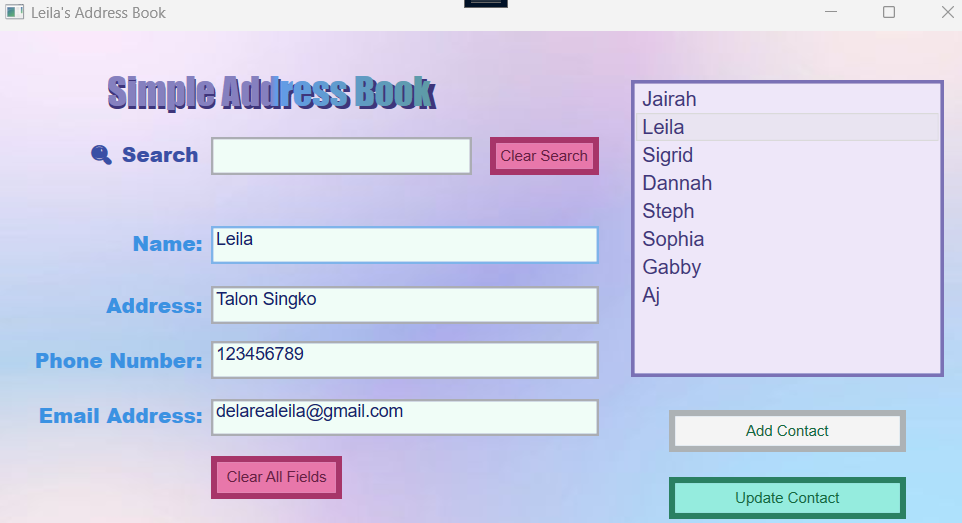 Leila's Address Book
Simple Address Book
Search
Clear Search
Name: Leila
Address: Talon Singko
Phone Number: 123456789
Email Address: delarealeila@gmail.com
Clear All Fields
Jairah
Leila
Sigrid
Dannah
Steph
Sophia
Gabby
Aj
Add Contact
Update Contact